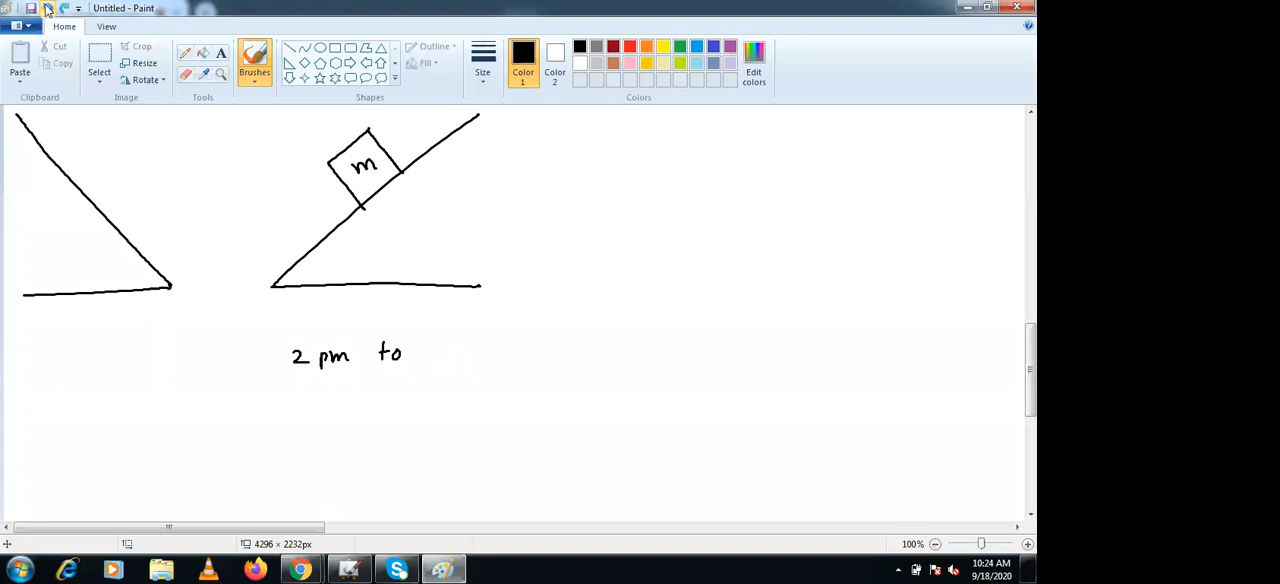 Untitled - Paint
Home View
Cut
Copy
Paste
Clipboard
Select
Crop
Resize
Rotate
Image
A
Tools
Brushes
Outline
Fill
Shapes
Size
Color 1
Color 2
Edit colors
Colors
m
2 pm to
4296 × 2232px
100%
10:24 AM
9/18/2020